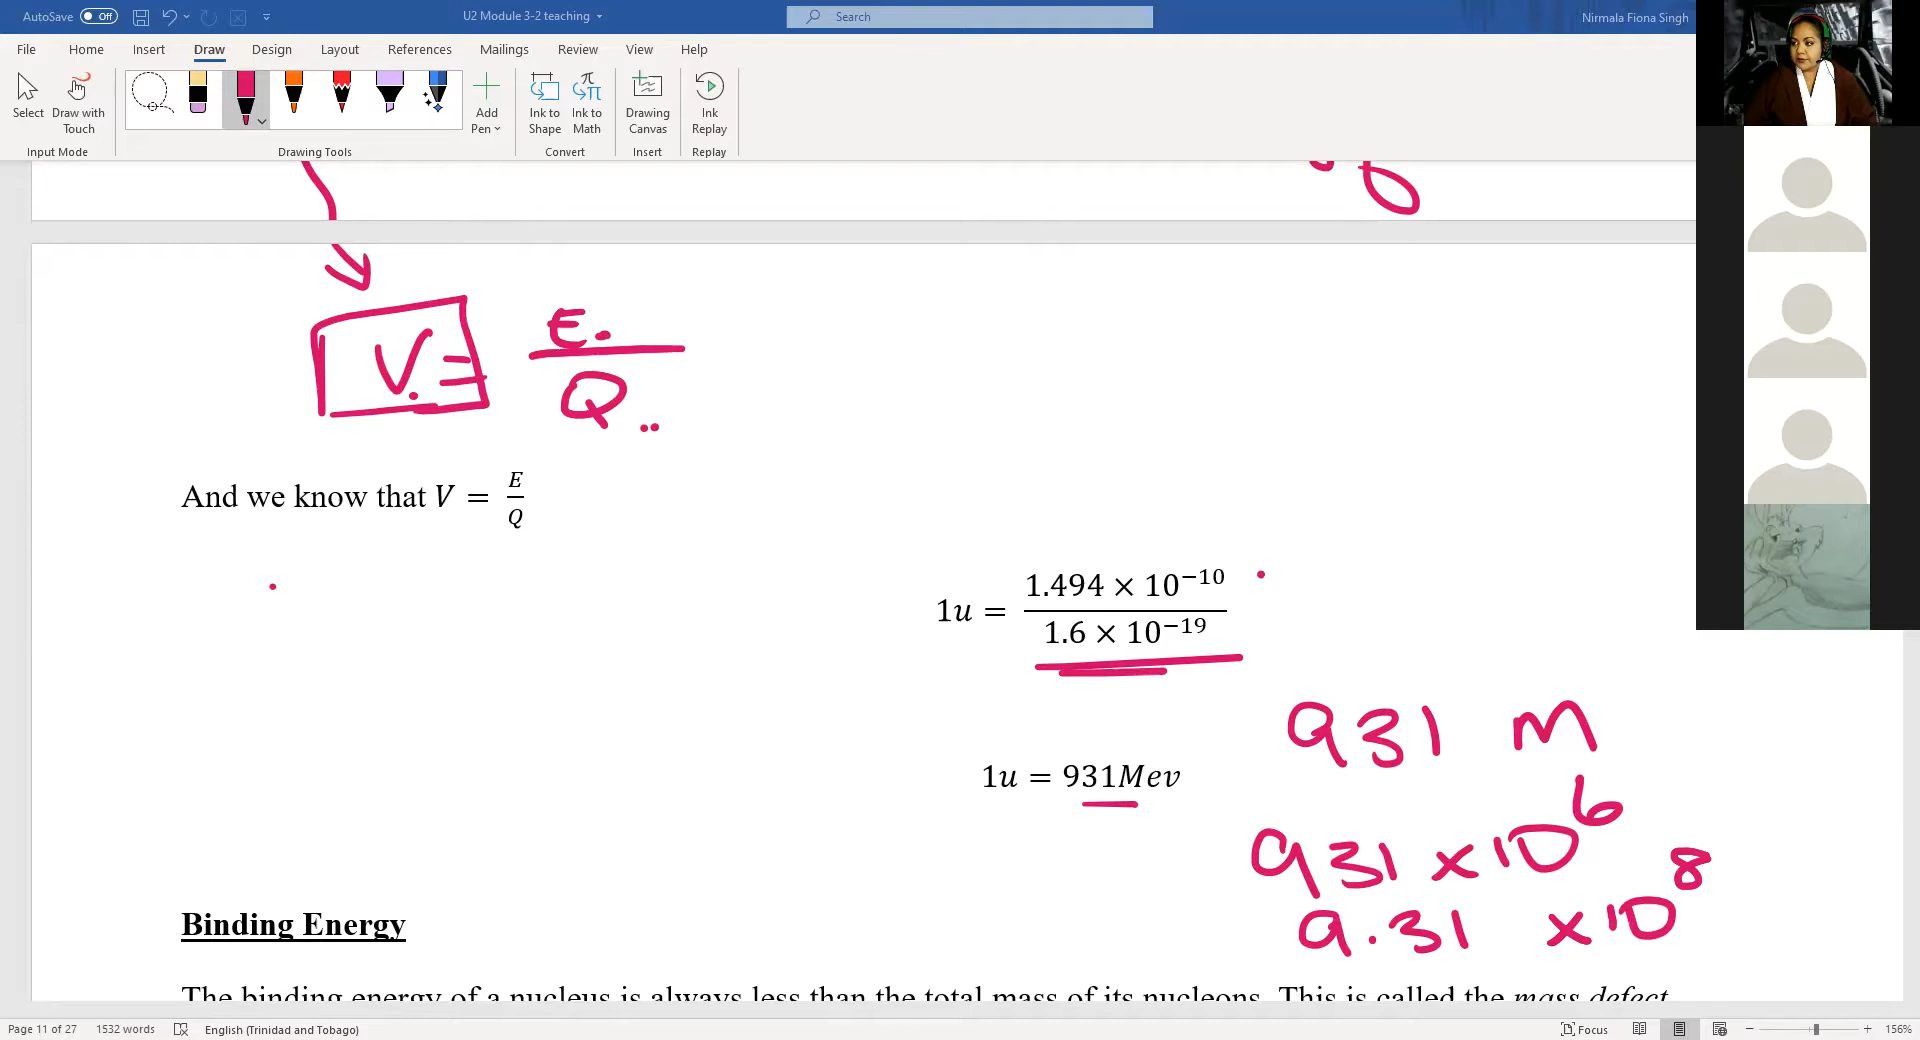 AutoSave Off U2 Module 3-2 teaching Search Nirmala Fiona Singh
File Home Insert Draw Design Layout References Mailings Review View Help
Select Draw with Touch Add Pen Ink to Shape Ink to Math Drawing Canvas Ink Replay
Input Mode Drawing Tools Convert Insert Replay
V = E
Q
And we know that V = E/Q
1u = 1.494 × 10⁻¹⁰ / 1.6 × 10⁻¹⁹
931 M
1u = 931Mev
931 × 10⁶
9.31 × 10⁸
Binding Energy
The binding energy of a nucleus is always less than the total mass of its nucleons. This is called the mass defect
Page 11 of 27 1532 words English (Trinidad and Tobago) Focus 156%